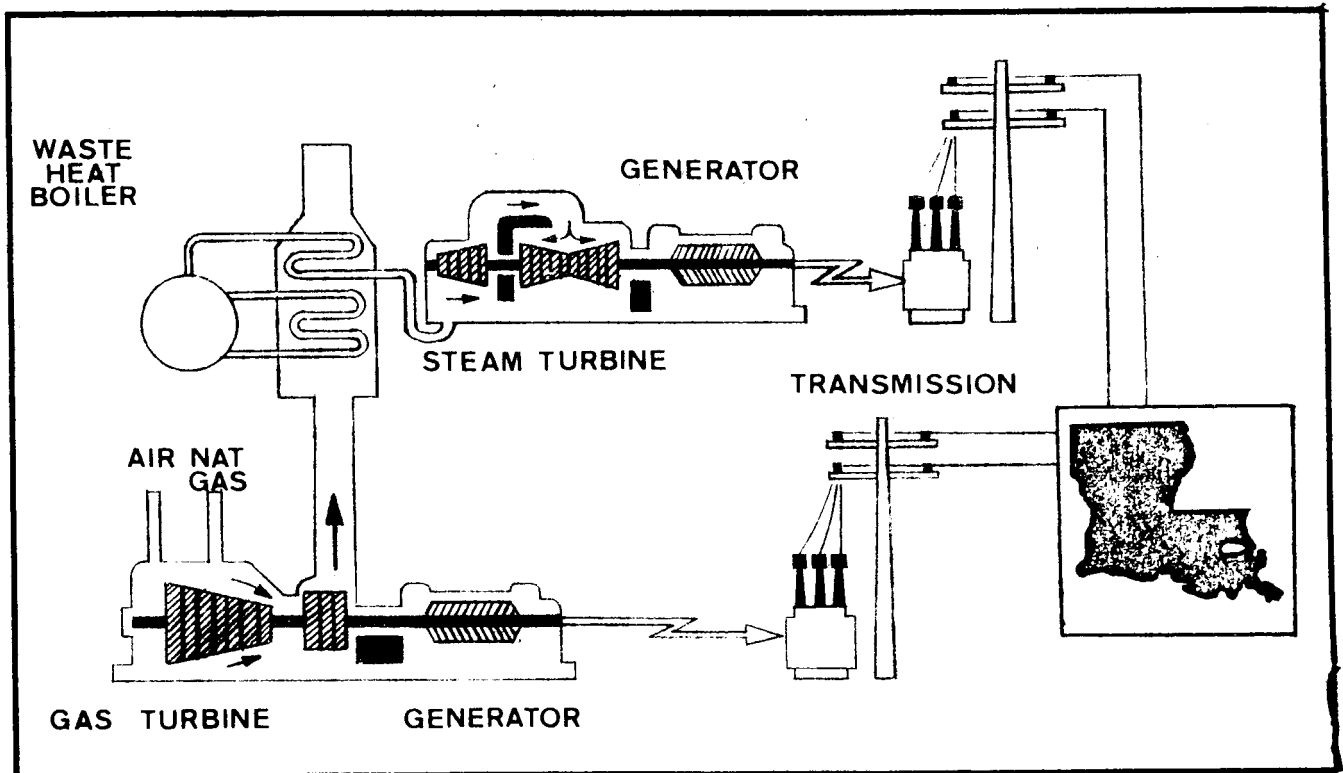 WASTE
HEAT
BOILER
GENERATOR
STEAM TURBINE
TRANSMISSION
AIR NAT
GAS
GAS TURBINE
GENERATOR